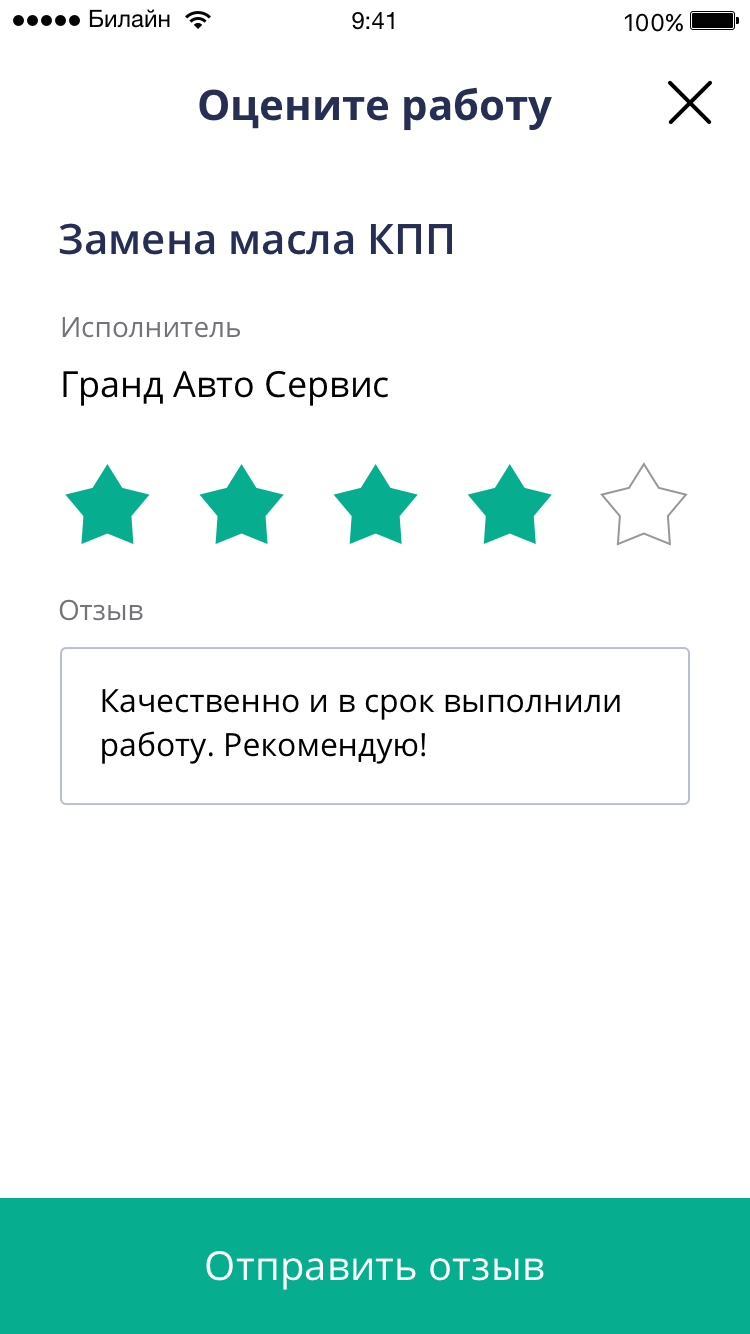 Билайн 9:41 100%
Оцените работу
Замена масла КПП
Исполнитель
Гранд Авто Сервис
Отзыв
Качественно и в срок выполнили
работу. Рекомендую!
Отправить отзыв